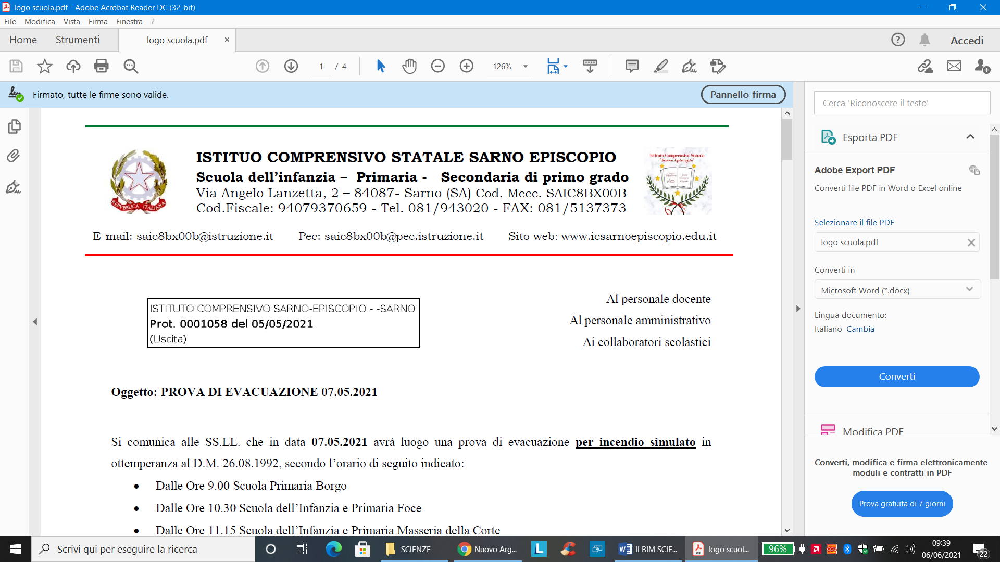 logo scuola.pdf - Adobe Acrobat Reader DC (32-bit)
File Modifica Vista Firma Finestra ?
Home Strumenti logo scuola.pdf × Accedi
1 / 4 126%
Firmato, tutte le firme sono valide. Pannello firma
ISTITUO COMPRENSIVO STATALE SARNO EPISCOPIO
Scuola dell'infanzia – Primaria - Secondaria di primo grado
Via Angelo Lanzetta, 2 – 84087- Sarno (SA) Cod. Mecc. SAIC8BX00B
Cod.Fiscale: 94079370659 - Tel. 081/943020 - FAX: 081/5137373
REPVBBLICA ITALIANA
Istituto Comprensivo Statale
"Sarno Episcopio"
E-mail: saic8bx00b@istruzione.it Pec: saic8bx00b@pec.istruzione.it Sito web: www.icsarnoepiscopio.edu.it
ISTITUTO COMPRENSIVO SARNO-EPISCOPIO - -SARNO
Prot. 0001058 del 05/05/2021
(Uscita)
Al personale docente
Al personale amministrativo
Ai collaboratori scolastici
Oggetto: PROVA DI EVACUAZIONE 07.05.2021
Si comunica alle SS.LL. che in data 07.05.2021 avrà luogo una prova di evacuazione per incendio simulato in
ottemperanza al D.M. 26.08.1992, secondo l'orario di seguito indicato:
• Dalle Ore 9.00 Scuola Primaria Borgo
• Dalle Ore 10.30 Scuola dell'Infanzia e Primaria Foce
• Dalle Ore 11.15 Scuola dell'Infanzia e Primaria Masseria della Corte
Cerca 'Riconoscere il testo'
Esporta PDF
Adobe Export PDF
Converti file PDF in Word o Excel online
Selezionare il file PDF
logo scuola.pdf
Converti in
Microsoft Word (*.docx)
Lingua documento:
Italiano Cambia
Converti
Modifica PDF
Converti, modifica e firma elettronicamente
moduli e contratti in PDF
Prova gratuita di 7 giorni
Scrivi qui per eseguire la ricerca
SCIENZE
Nuovo Arg...
L
II BIM SCIE...
logo scuol...
96%
CC4
09:39
06/06/2021
22